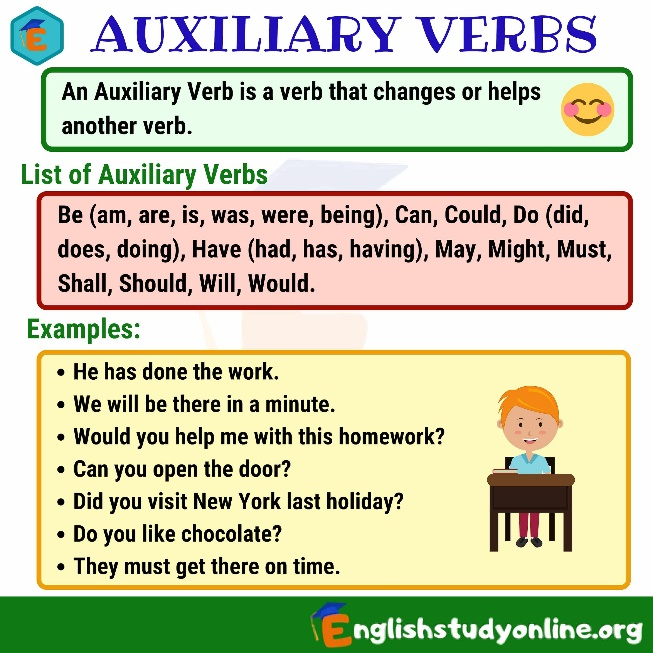 E
AUXILIARY VERBS
An Auxiliary Verb is a verb that changes or helps
another verb.
List of Auxiliary Verbs
Be (am, are, is, was, were, being), Can, Could, Do (did,
does, doing), Have (had, has, having), May, Might, Must,
Shall, Should, Will, Would.
Examples:
• He has done the work.
• We will be there in a minute.
• Would you help me with this homework?
• Can you open the door?
• Did you visit New York last holiday?
• Do you like chocolate?
• They must get there on time.
Englishstudyonline.org